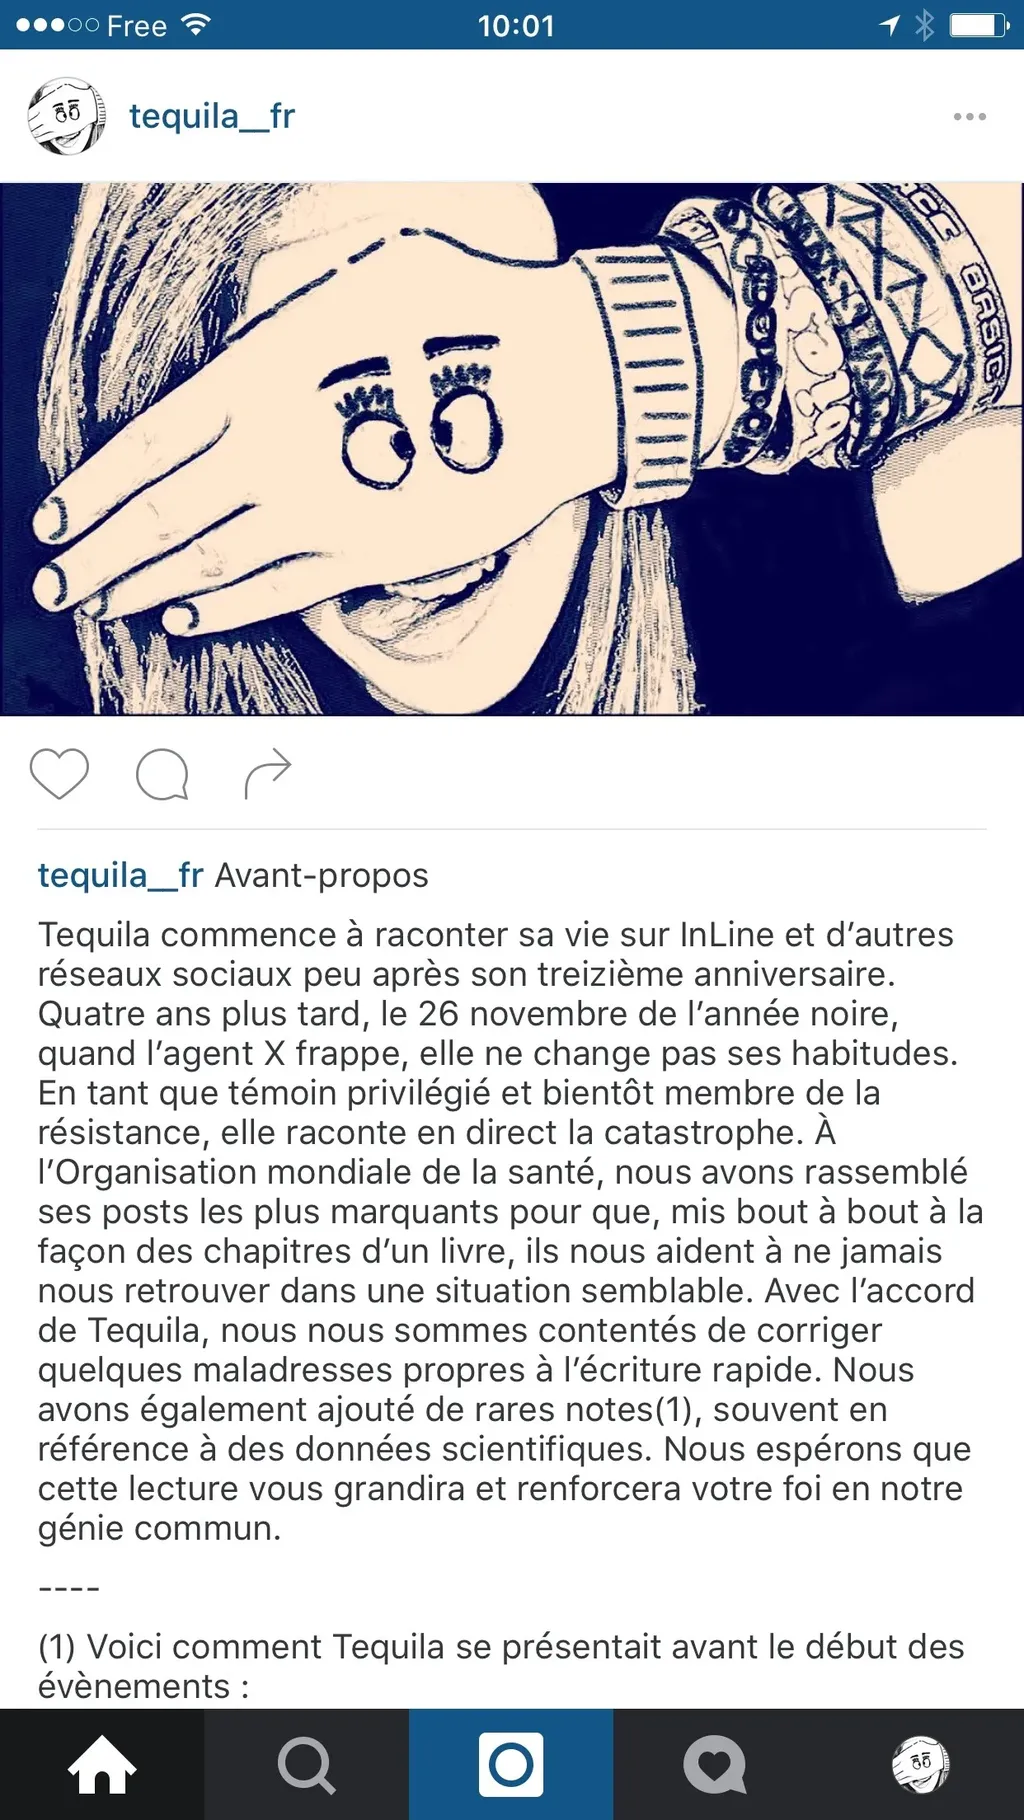 Free 10:01
tequila__fr
ACE BASIC
tequila__fr Avant-propos
Tequila commence à raconter sa vie sur InLine et d’autres
réseaux sociaux peu après son treizième anniversaire.
Quatre ans plus tard, le 26 novembre de l’année noire,
quand l’agent X frappe, elle ne change pas ses habitudes.
En tant que témoin privilégié et bientôt membre de la
résistance, elle raconte en direct la catastrophe. À
l’Organisation mondiale de la santé, nous avons rassemblé
ses posts les plus marquants pour que, mis bout à bout à la
façon des chapitres d’un livre, ils nous aident à ne jamais
nous retrouver dans une situation semblable. Avec l’accord
de Tequila, nous nous sommes contentés de corriger
quelques maladresses propres à l’écriture rapide. Nous
avons également ajouté de rares notes(1), souvent en
référence à des données scientifiques. Nous espérons que
cette lecture vous grandira et renforcera votre foi en notre
génie commun.
----
(1) Voici comment Tequila se présentait avant le début des
évènements :